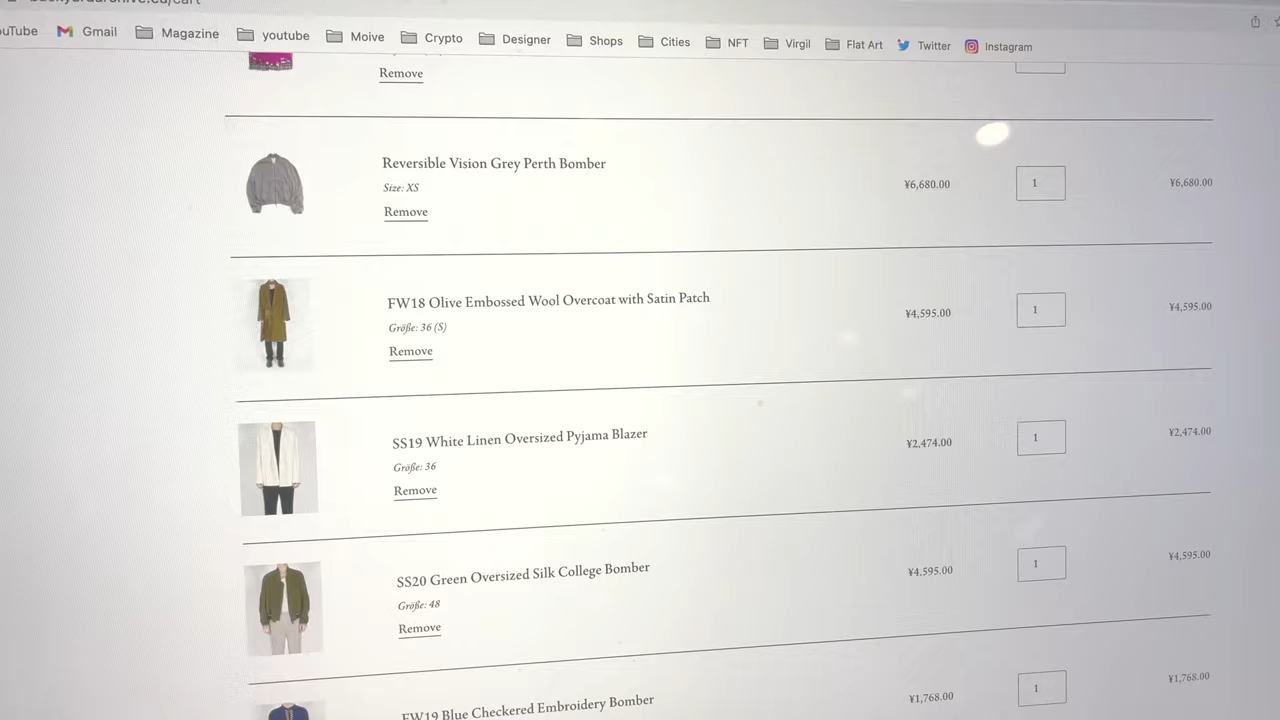 ouTube Gmail Magazine youtube Moive Crypto Designer Shops Cities NFT Virgil Flat Art Twitter Instagram
Remove
Reversible Vision Grey Perth Bomber
Size: XS
Remove
¥6,680.00 1 ¥6,680.00
FW18 Olive Embossed Wool Overcoat with Satin Patch
Größe: 36 (S)
Remove
¥4,595.00 1 ¥4,595.00
SS19 White Linen Oversized Pyjama Blazer
Größe: 36
Remove
¥2,474.00 1 ¥2,474.00
SS20 Green Oversized Silk College Bomber
Größe: 48
Remove
¥4,595.00 1 ¥4,595.00
FW19 Blue Checkered Embroidery Bomber
¥1,768.00 1 ¥1,768.00